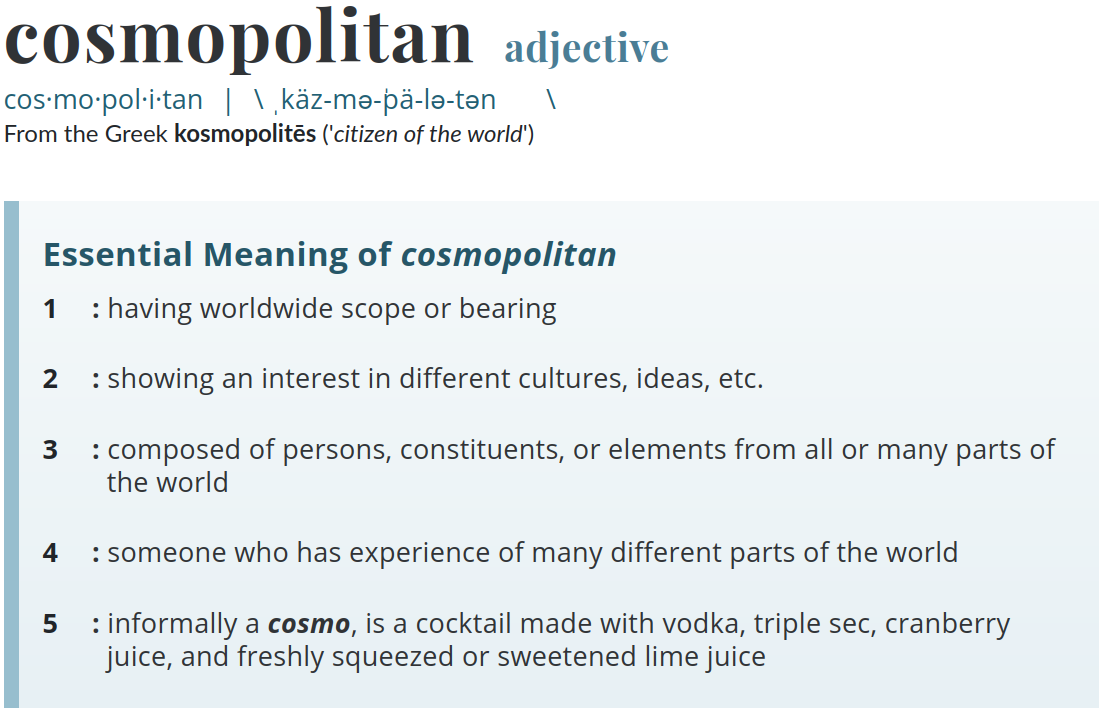 cosmopolitan adjective
cos·mo·pol·i·tan | \ ˌkäz-mə-ˈpä-lə-tən \
From the Greek kosmopolitēs ('citizen of the world')
Essential Meaning of cosmopolitan
1 : having worldwide scope or bearing
2 : showing an interest in different cultures, ideas, etc.
3 : composed of persons, constituents, or elements from all or many parts of
the world
4 : someone who has experience of many different parts of the world
5 : informally a cosmo, is a cocktail made with vodka, triple sec, cranberry
juice, and freshly squeezed or sweetened lime juice